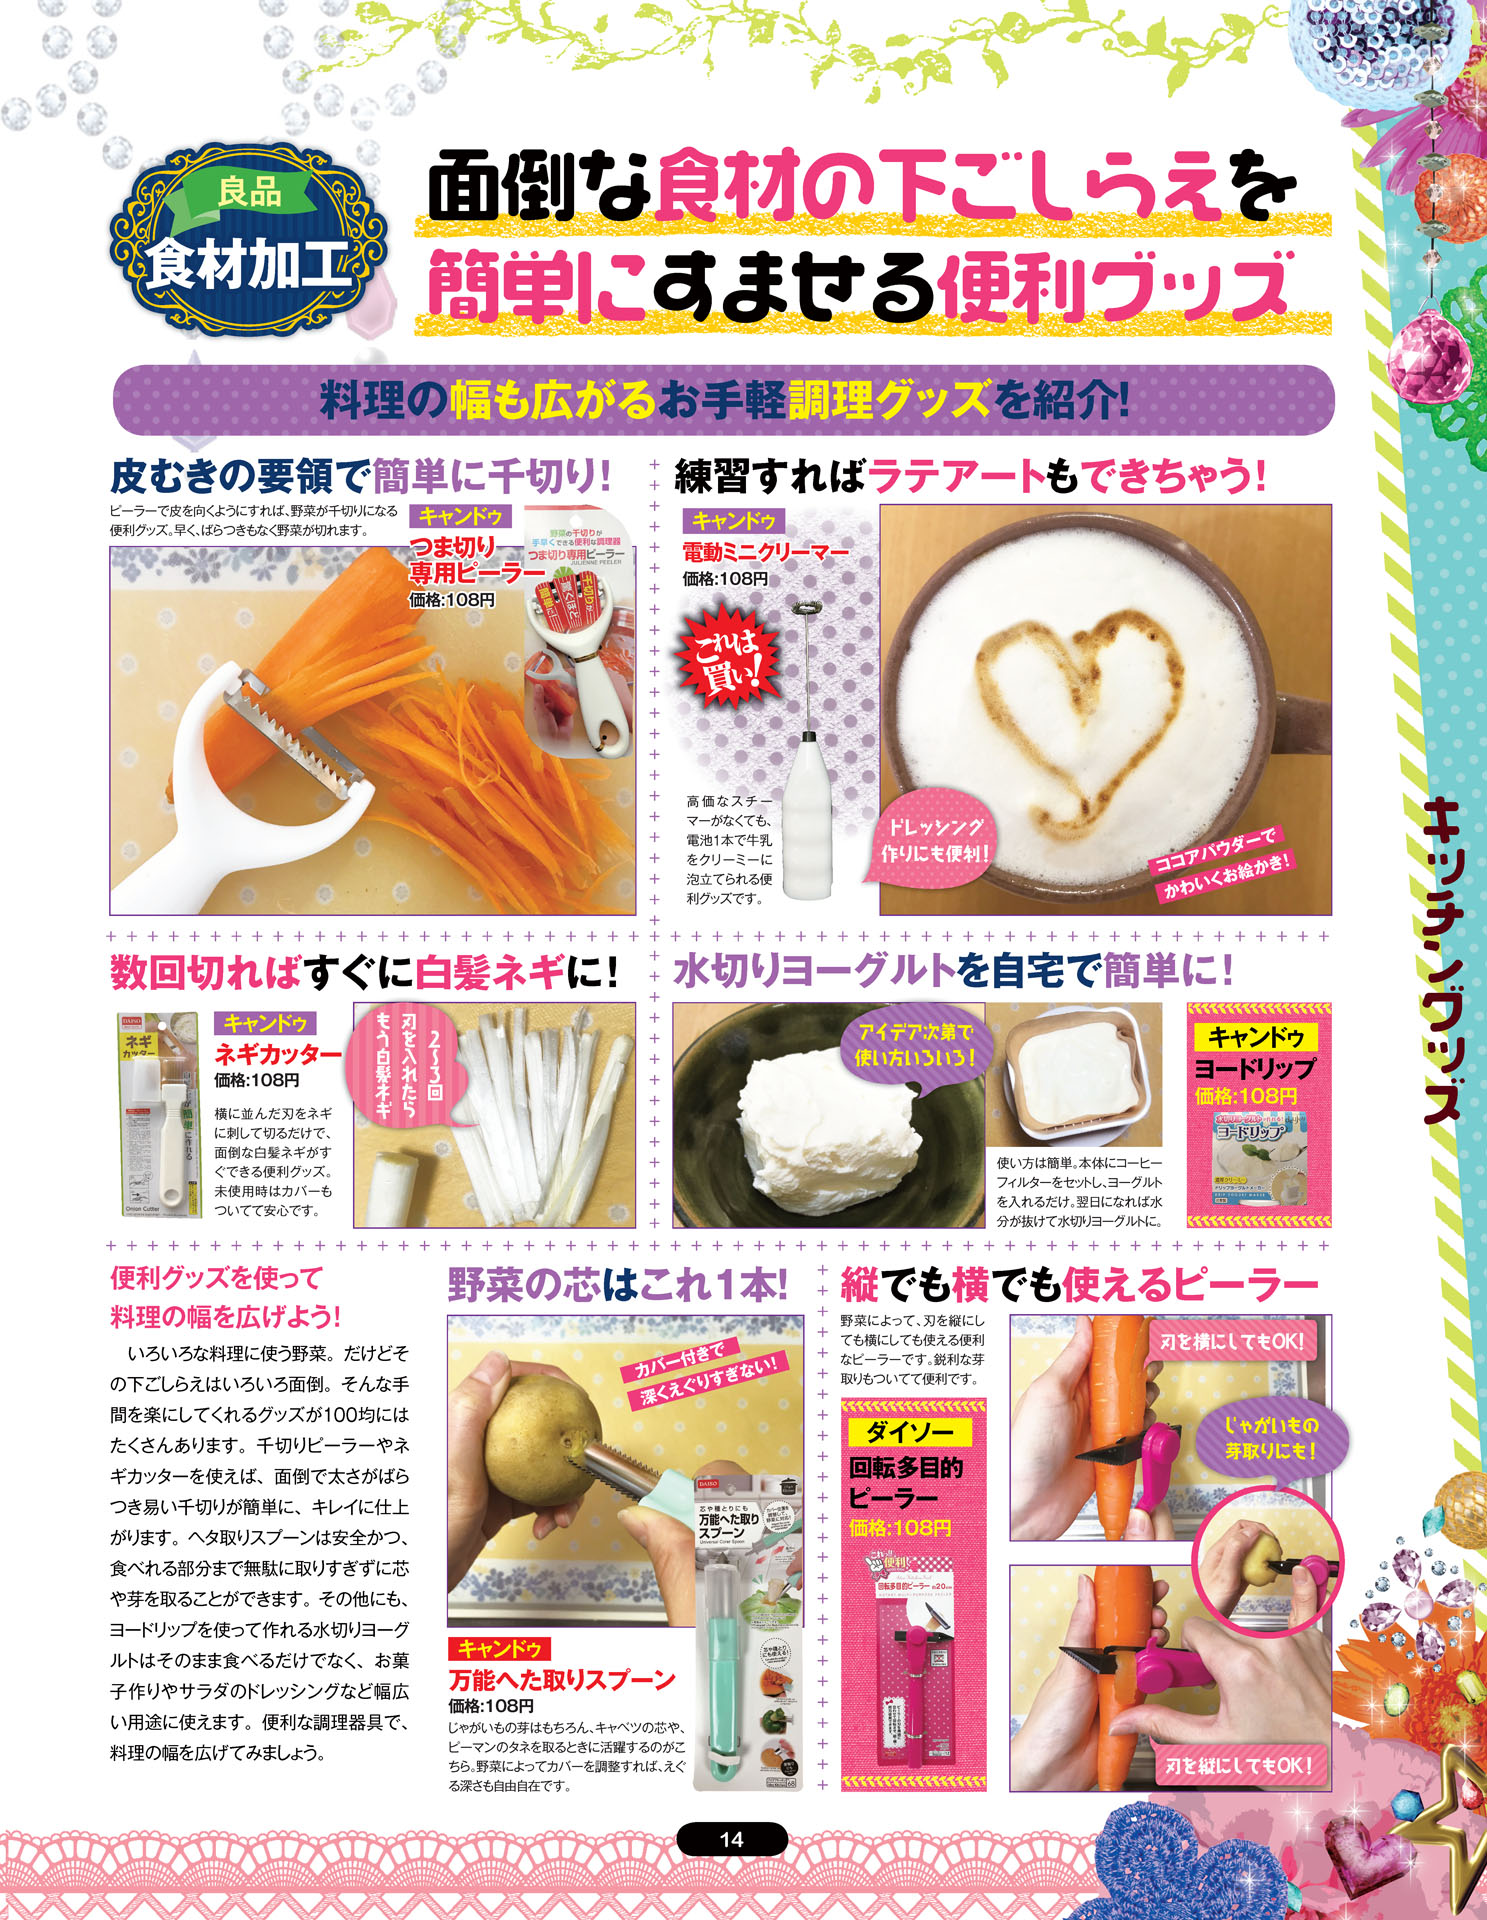 良品
食材加工
面倒な食材の下ごしらえを
簡単にすませる便利グッズ
料理の幅も広がるお手軽調理グッズを紹介!
皮むきの要領で簡単に千切り!
ピーラーで皮を向くようにすれば、野菜が千切りになる
便利グッズ。早く、ばらつきもなく野菜が切れます。
キャンドゥ
つま切り
専用ピーラー
価格:108円
野菜の千切りが
手早くできる便利な調理器
つま切り専用ピーラー
JULIENNE PEELER
練習すればラテアートもできちゃう!
キャンドゥ
電動ミニクリーマー
価格:108円
これは
買い!
高価なスチー
マーがなくても、
電池1本で牛乳
をクリーミーに
泡立てられる便
利グッズです。
ドレッシング
作りにも便利!
ココアパウダーで
かわいくお絵かき!
数回切ればすぐに白髪ネギに!
DAISO
ネギ
カッター
Onion Cutter
キャンドゥ
ネギカッター
価格:108円
横に並んだ刃をネギ
に刺して切るだけで、
面倒な白髪ネギがす
ぐできる便利グッズ。
未使用時はカバーも
ついてて安心です。
2〜3回
刃を入れたら
もう白髪ネギ
水切りヨーグルトを自宅で簡単に!
アイデア次第で
使い方いろいろ!
使い方は簡単。本体にコーヒー
フィルターをセットし、ヨーグルト
を入れるだけ。翌日になれば水
分が抜けて水切りヨーグルトに。
キャンドゥ
ヨードリップ
価格:108円
ヨードリップ
便利グッズを使って
料理の幅を広げよう!
いろいろな料理に使う野菜。だけどそ
の下ごしらえはいろいろ面倒。そんな手
間を楽にしてくれるグッズが100均には
たくさんあります。千切りピーラーやネ
ギカッターを使えば、面倒で太さがばら
つき易い千切りが簡単に、キレイに仕上
がります。ヘタ取りスプーンは安全かつ、
食べれる部分まで無駄に取りすぎずに芯
や芽を取ることができます。その他にも、
ヨードリップを使って作れる水切りヨーグ
ルトはそのまま食べるだけでなく、お菓
子作りやサラダのドレッシングなど幅広
い用途に使えます。便利な調理器具で、
料理の幅を広げてみましょう。
野菜の芯はこれ1本!
カバー付きで
深くえぐりすぎない!
DAISO
芯や種とりにも
万能へた取り
スプーン
Universal Corer Spoon
キャンドゥ
万能へた取りスプーン
価格:108円
じゃがいもの芽はもちろん、キャベツの芯や、
ピーマンのタネを取るときに活躍するのがこ
ちら。野菜によってカバーを調整すれば、えぐ
る深さも自由自在です。
縦でも横でも使えるピーラー
野菜によって、刃を縦にし
ても横にしても使える便利
なピーラーです。鋭利な芽
取りもついてて便利です。
ダイソー
回転多目的
ピーラー
価格:108円
便利!
回転多目的ピーラー
刃を横にしてもOK!
じゃがいもの
芽取りにも!
刃を縦にしてもOK!
キッチングッズ
14